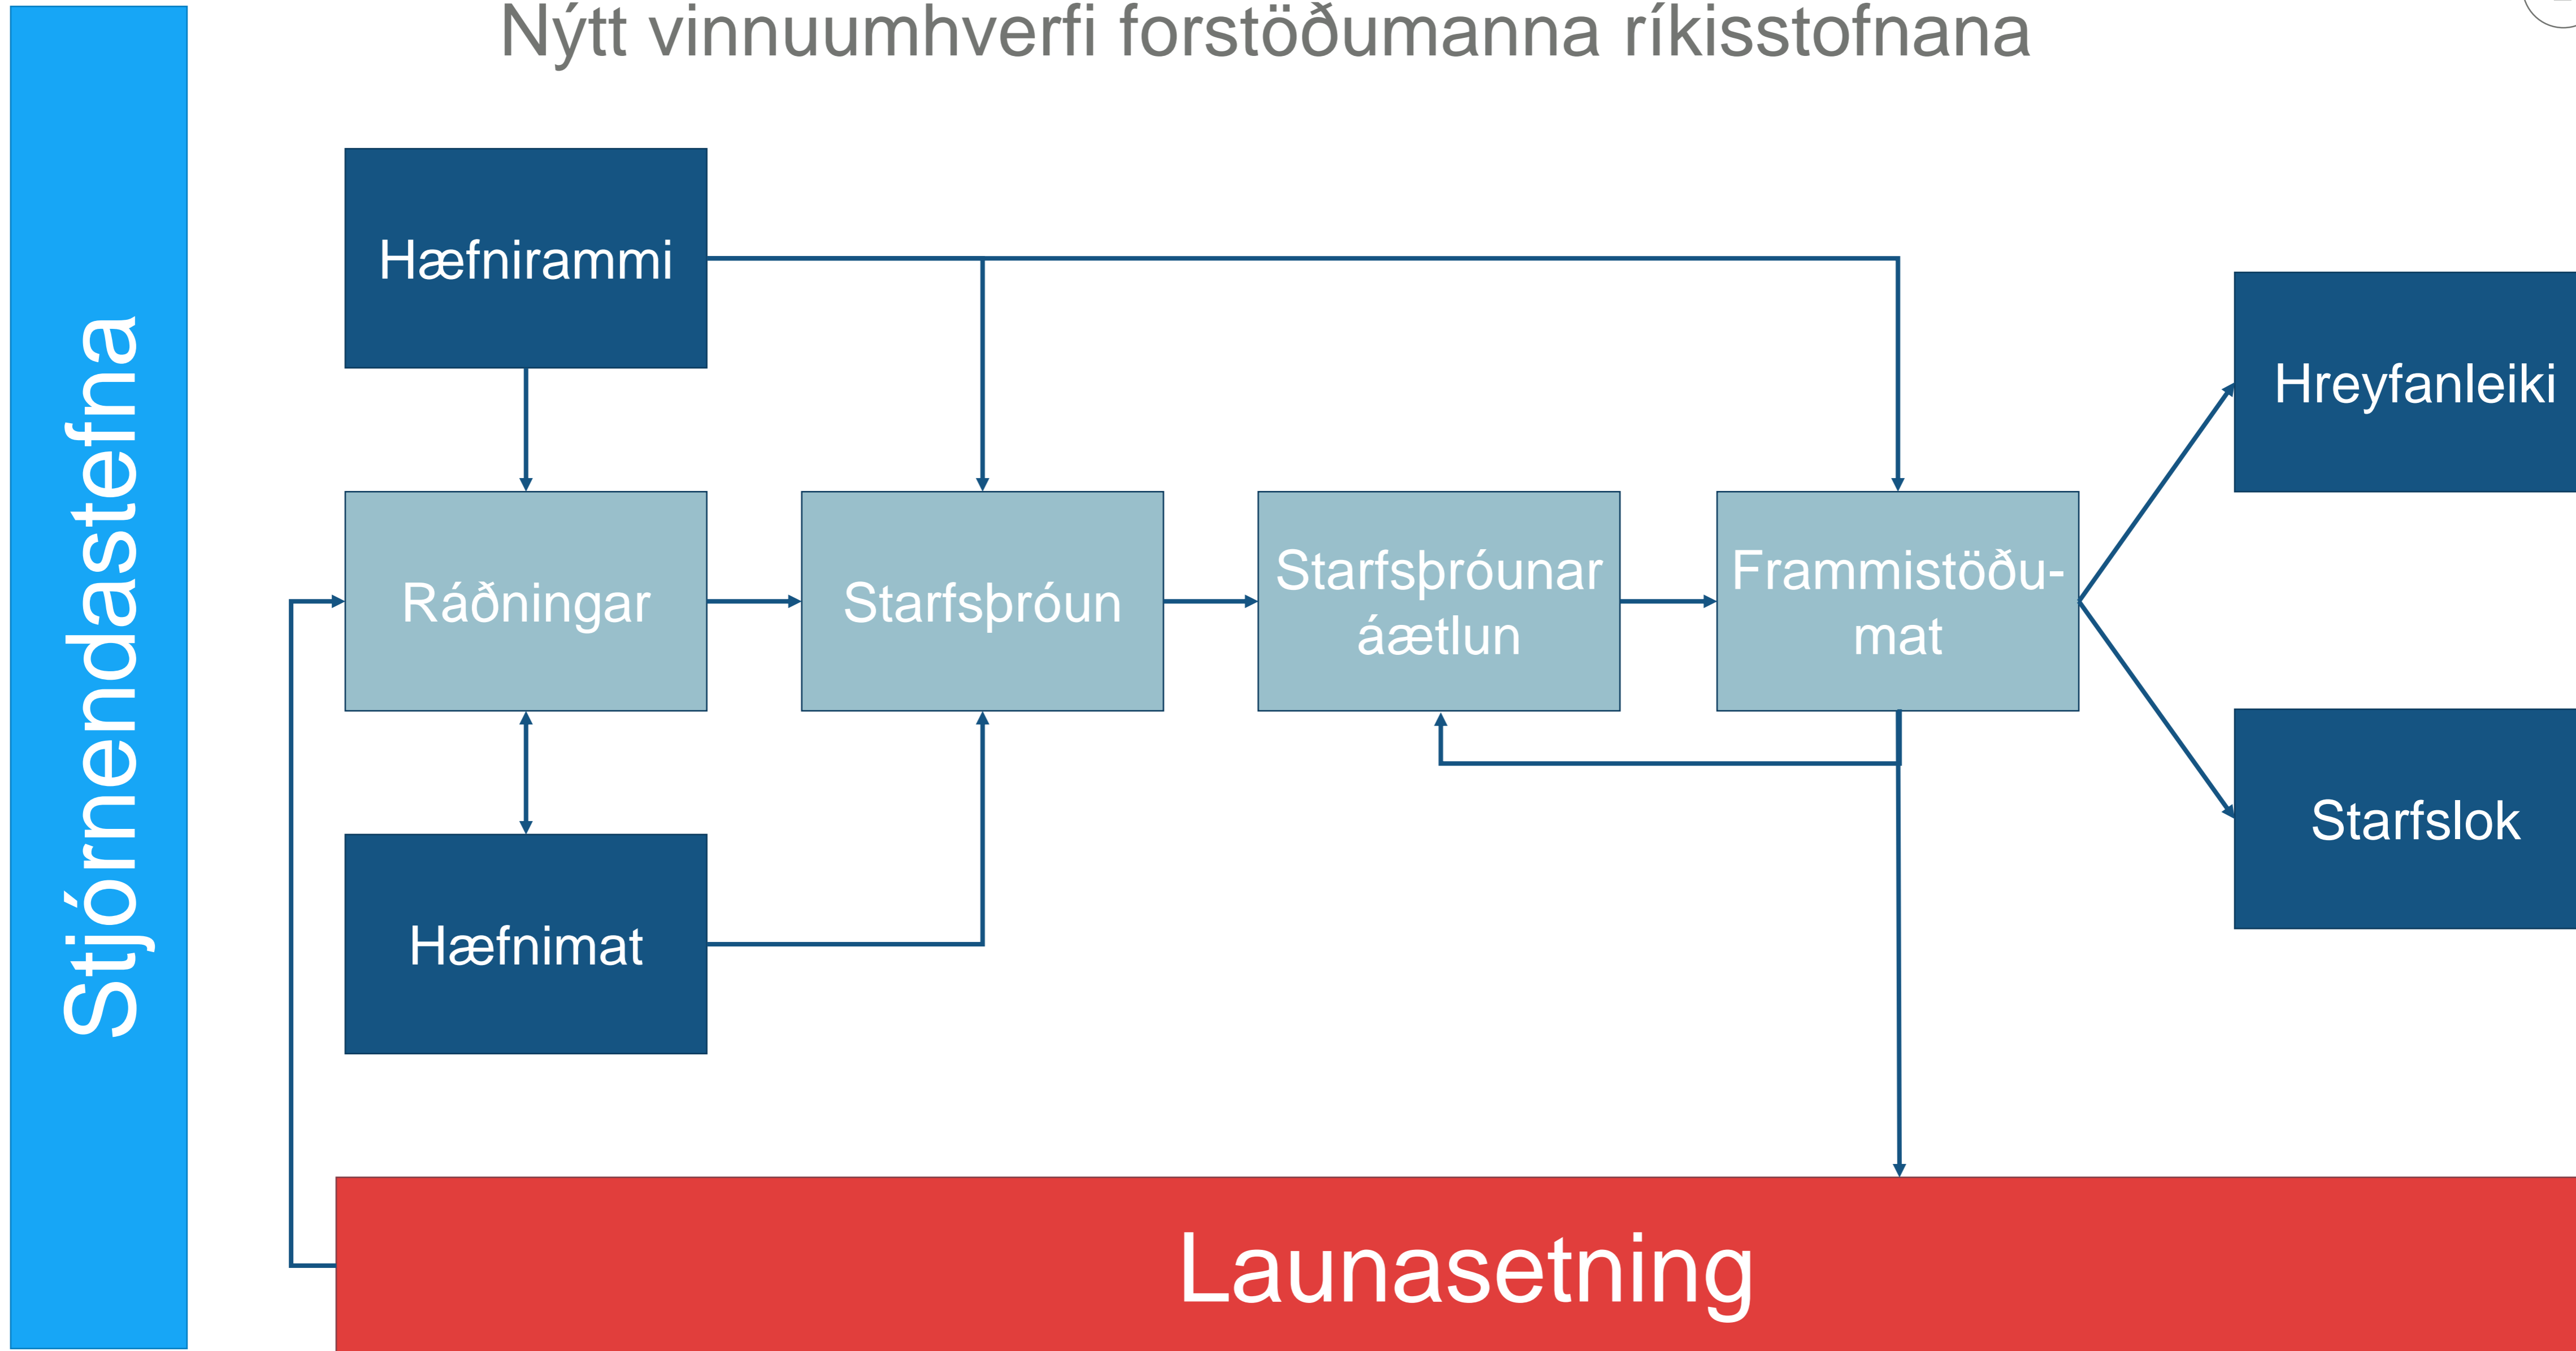 Nýtt vinnuumhverfi forstöðumanna ríkisstofnana
Stjórnendastefna
Hæfnirammi
Hreyfanleiki
Ráðningar
Starfsþróun
Starfsþróunar
áætlun
Frammistöðu-
mat
Starfslok
Hæfnimat
Launasetning